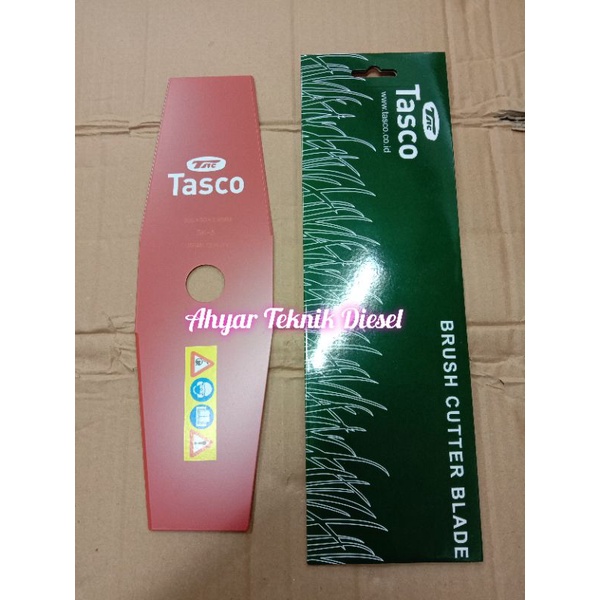 TAC
Tasco
Ahyar Teknik Diesel
TAC
Tasco
www.tasco.co.id
BRUSH CUTTER BLADE